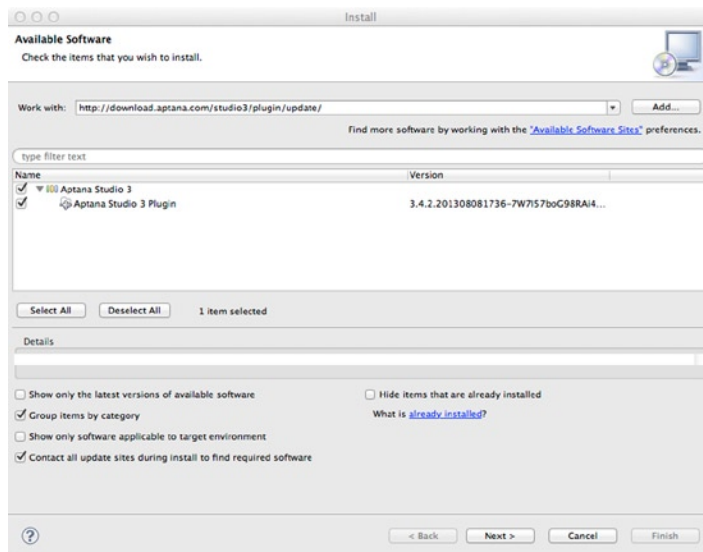 Install
Available Software
Check the items that you wish to install.
Work with: http://download.aptana.com/studio3/plugin/update/ Add...
Find more software by working with the "Available Software Sites" preferences.
type filter text
Name Version
Aptana Studio 3
Aptana Studio 3 Plugin 3.4.2.201308081736-7W7I57boG98RAi4...
Select All Deselect All 1 item selected
Details
Show only the latest versions of available software Hide items that are already installed
Group items by category What is already installed?
Show only software applicable to target environment
Contact all update sites during install to find required software
? < Back Next > Cancel Finish